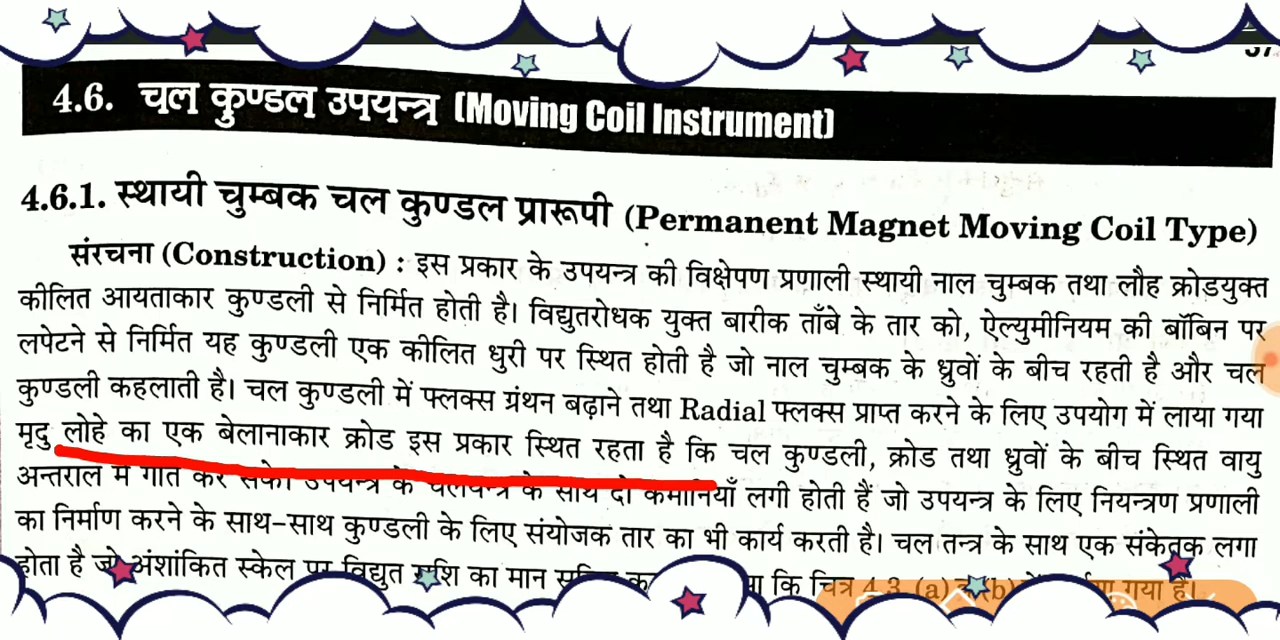 37
4.6. चल कुण्डल उपयन्त्र (Moving Coil Instrument)
4.6.1. स्थायी चुम्बक चल कुण्डल प्रारूपी (Permanent Magnet Moving Coil Type)
संरचना (Construction) : इस प्रकार के उपयन्त्र की विक्षेपण प्रणाली स्थायी नाल चुम्बक तथा लौह क्रोडयुक्त
कीलित आयताकार कुण्डली से निर्मित होती है। विद्युतरोधक युक्त बारीक ताँबे के तार को, ऐल्युमीनियम की बॉबिन पर
लपेटने से निर्मित यह कुण्डली एक कीलित धुरी पर स्थित होती है जो नाल चुम्बक के ध्रुवों के बीच रहती है और चल
कुण्डली कहलाती है। चल कुण्डली में फ्लक्स ग्रंथन बढ़ाने तथा Radial फ्लक्स प्राप्त करने के लिए उपयोग में लाया गया
मृदु लोहे का एक बेलानाकार क्रोड इस प्रकार स्थित रहता है कि चल कुण्डली, क्रोड तथा ध्रुवों के बीच स्थित वायु
अन्तराल में गति कर सके। उपयन्त्र के चलयन्त्र के साथ दो कमानियाँ लगी होती हैं जो उपयन्त्र के लिए नियन्त्रण प्रणाली
का निर्माण करने के साथ-साथ कुण्डली के लिए संयोजक तार का भी कार्य करती है। चल तन्त्र के साथ एक संकेतक लगा
होता है जो अंशांकित स्केल पर विद्युत राशि का मान कि चित्र 4.3 (a) (b) गया है।